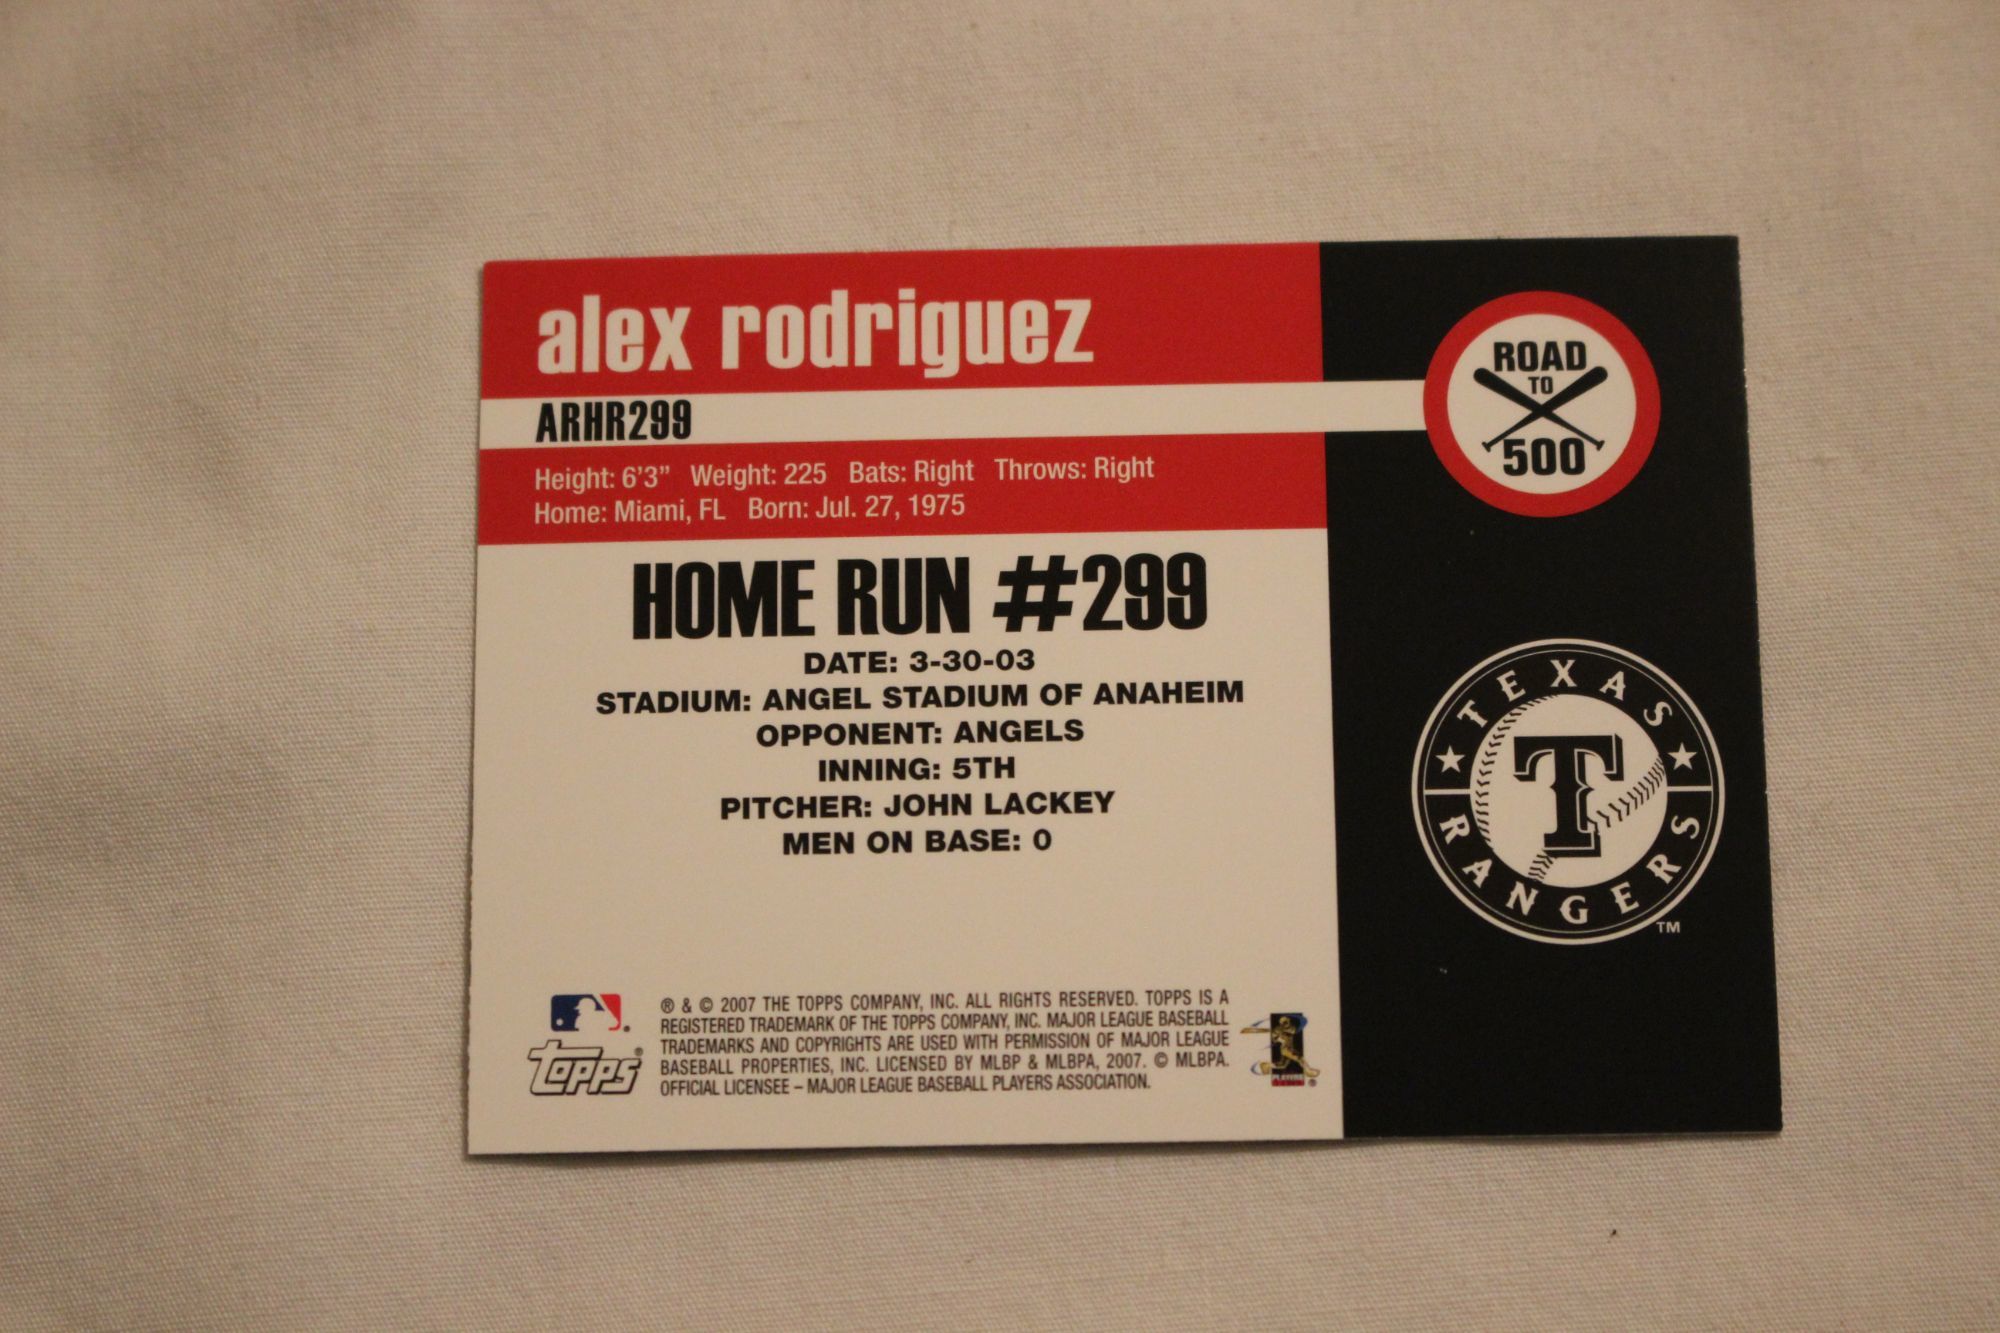 alex rodriguez
ARHR299
Height: 6'3" Weight: 225 Bats: Right Throws: Right
Home: Miami, FL Born: Jul. 27, 1975
ROAD
TO
500
HOME RUN #299
DATE: 3-30-03
STADIUM: ANGEL STADIUM OF ANAHEIM
OPPONENT: ANGELS
INNING: 5TH
PITCHER: JOHN LACKEY
MEN ON BASE: 0
TEXAS
T
RANGERS
TM
Topps®
® & © 2007 THE TOPPS COMPANY, INC. ALL RIGHTS RESERVED. TOPPS IS A
REGISTERED TRADEMARK OF THE TOPPS COMPANY, INC. MAJOR LEAGUE BASEBALL
TRADEMARKS AND COPYRIGHTS ARE USED WITH PERMISSION OF MAJOR LEAGUE
BASEBALL PROPERTIES, INC. LICENSED BY MLBP & MLBPA, 2007. © MLBPA.
OFFICIAL LICENSEE – MAJOR LEAGUE BASEBALL PLAYERS ASSOCIATION.
PLAYERS